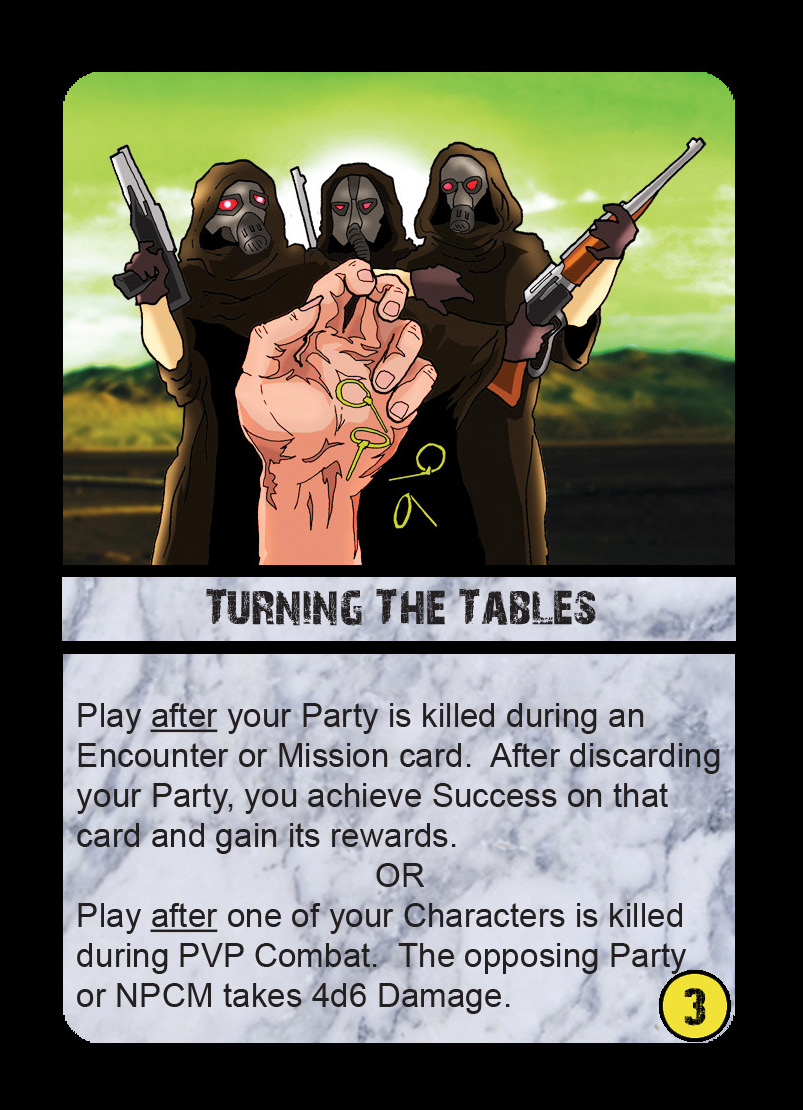 Turning The Tables
Play after your Party is killed during an
Encounter or Mission card.  After discarding
your Party, you achieve Success on that
card and gain its rewards.
OR
Play after one of your Characters is killed
during PVP Combat.  The opposing Party
or NPCM takes 4d6 Damage.
3